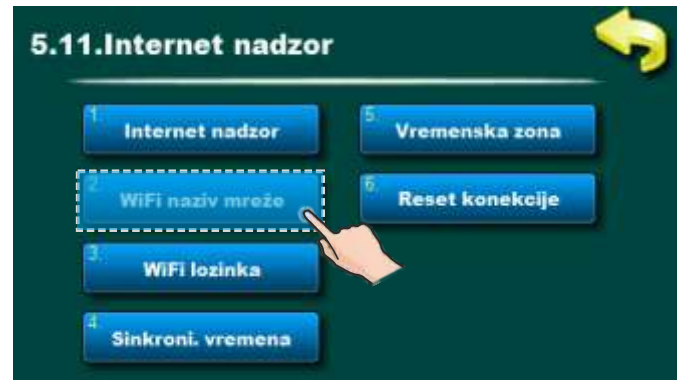 5.11.Internet nadzor
1.
Internet nadzor
2.
WiFi naziv mreže
3.
WiFi lozinka
4.
Sinkroni. vremena
5.
Vremenska zona
6.
Reset konekcije